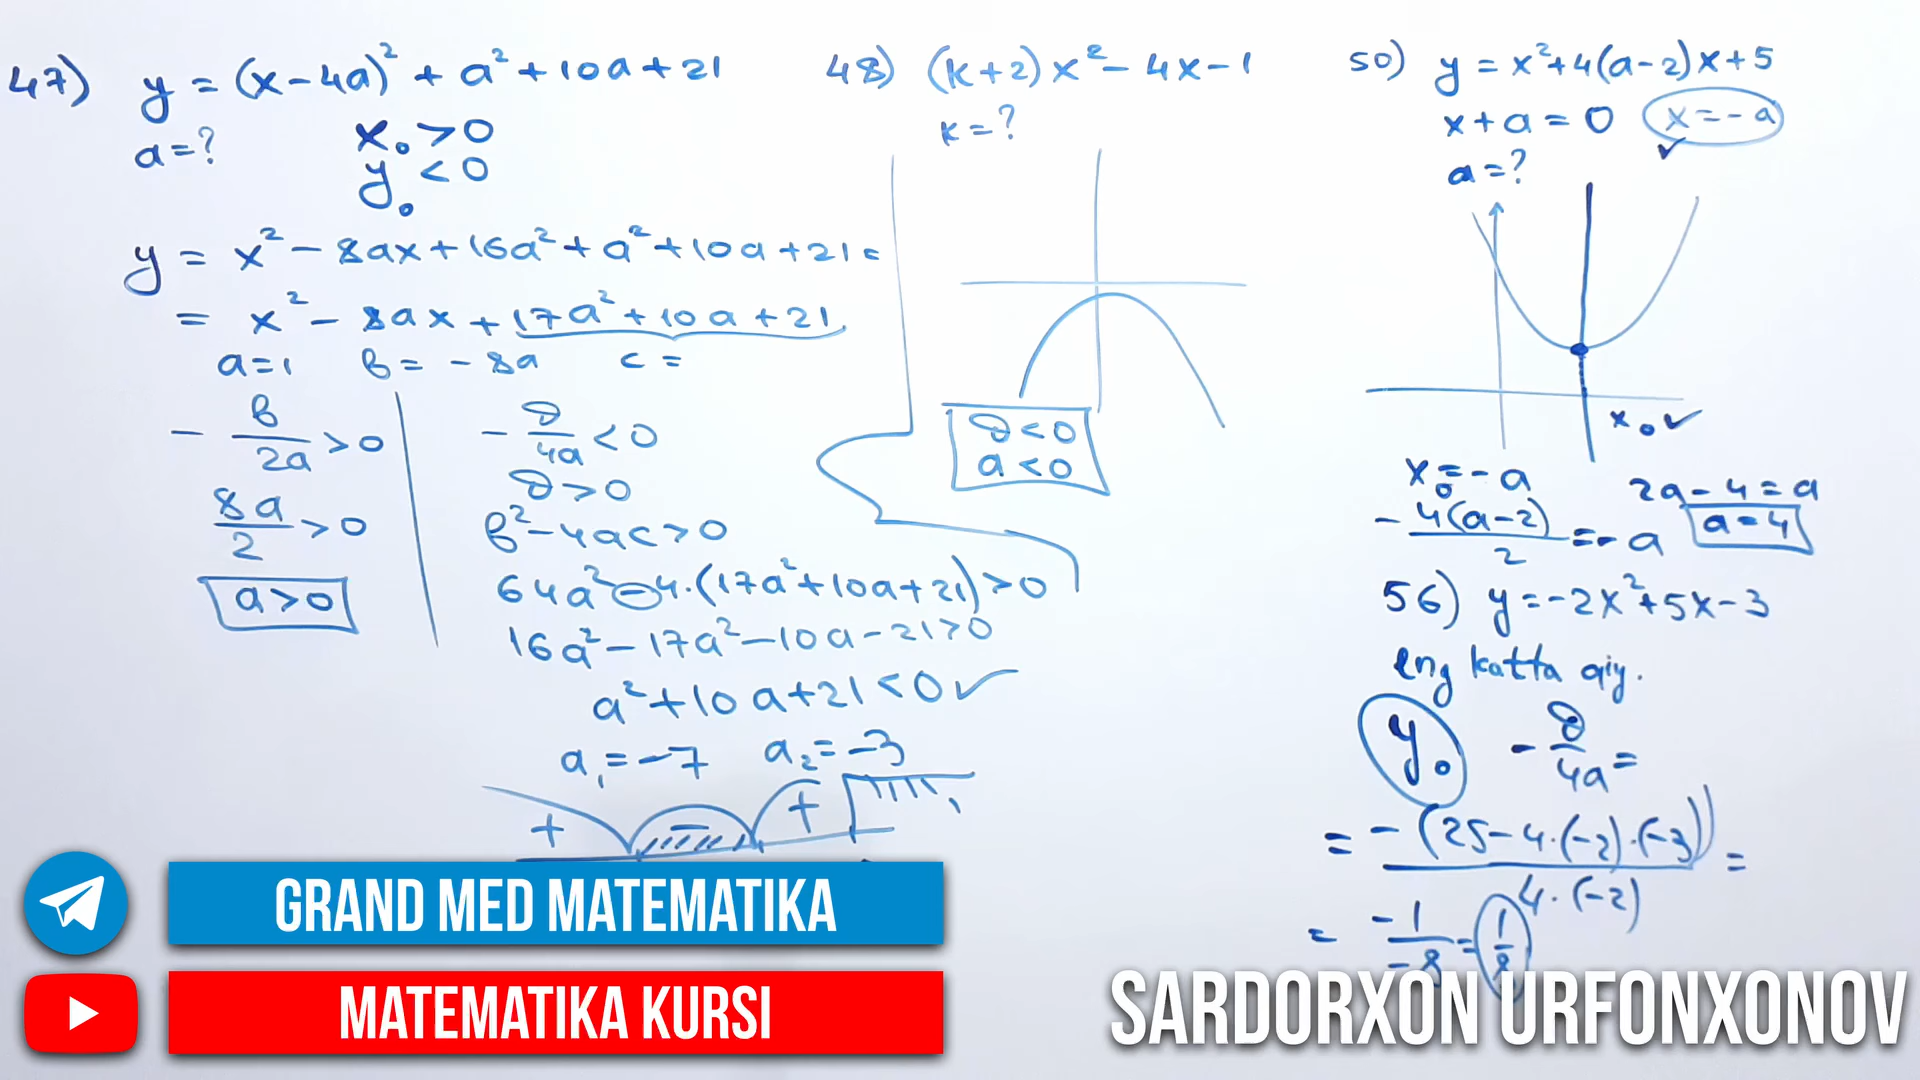 47) y = (x-4a)² + a² + 10a + 21
a=? x₀ > 0
y₀ < 0
y = x² - 8ax + 16a² + a² + 10a + 21 =
= x² - 8ax + 17a² + 10a + 21
a=1 в = -8a c =
- в/2a > 0
8a/2 > 0
a > 0
- D/4a < 0
D > 0
в² - 4ac > 0
64a² - 4·(17a² + 10a + 21) > 0
16a² - 17a² - 10a - 21 > 0
a² + 10a + 21 < 0 ✓
a₁ = -7 a₂ = -3
+ - +
48) (k+2)x² - 4x - 1
k = ?
D < 0
a < 0
50) y = x² + 4(a-2)x + 5
x + a = 0 x = -a
✓
a = ?
x₀ ✓
x₀ = -a
- 4(a-2)/2 = -a
2a - 4 = a
a = 4
56) y = -2x² + 5x - 3
eng katta qiy.
y₀ - D/4a =
= -(25 - 4·(-2)·(-3))/4·(-2) =
= -1/-8 = 1/8
GRAND MED MATEMATIKA
MATEMATIKA KURSI
SARDORXON URFONXONOV